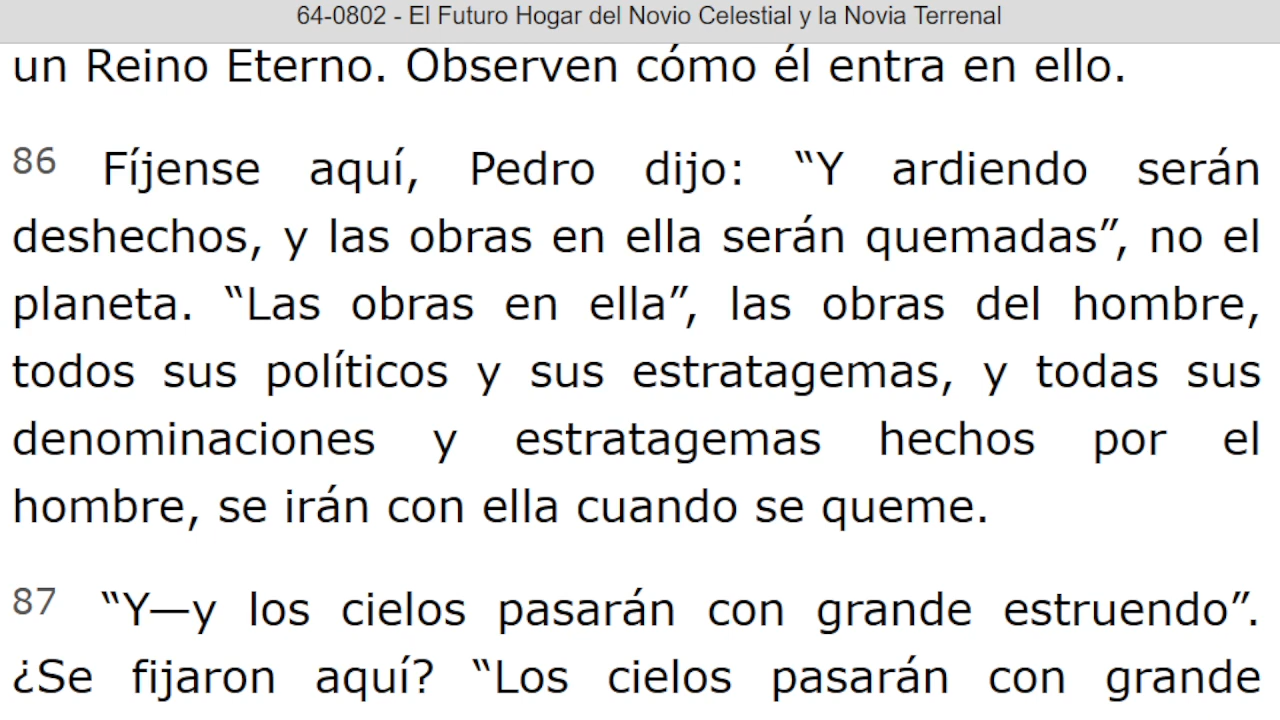 64-0802 - El Futuro Hogar del Novio Celestial y la Novia Terrenal
un Reino Eterno. Observen cómo él entra en ello.
86 Fíjense aquí, Pedro dijo: “Y ardiendo serán
deshechos, y las obras en ella serán quemadas”, no el
planeta. “Las obras en ella”, las obras del hombre,
todos sus políticos y sus estratagemas, y todas sus
denominaciones y estratagemas hechos por el
hombre, se irán con ella cuando se queme.
87 “Y—y los cielos pasarán con grande estruendo”.
¿Se fijaron aquí? “Los cielos pasarán con grande